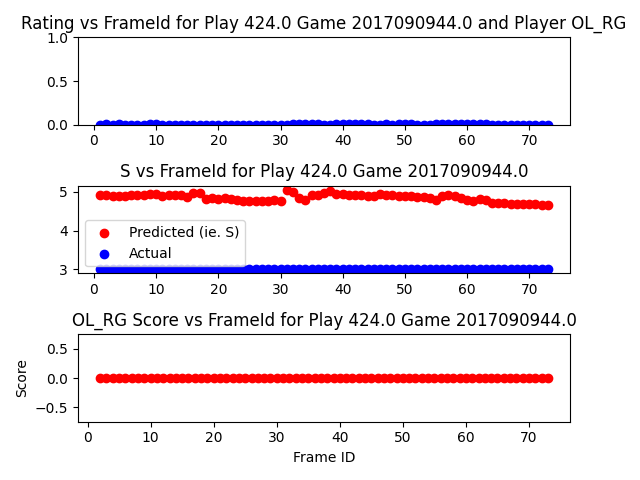 Rating vs FrameId for Play 424.0 Game 2017090944.0 and Player OL_RG
1.0
0.5
0.0
0 10 20 30 40 50 60 70
S vs FrameId for Play 424.0 Game 2017090944.0
5
4
3
Predicted (ie. S)
Actual
0 10 20 30 40 50 60 70
OL_RG Score vs FrameId for Play 424.0 Game 2017090944.0
Score
0.5
0.0
−0.5
0 10 20 30 40 50 60 70
Frame ID